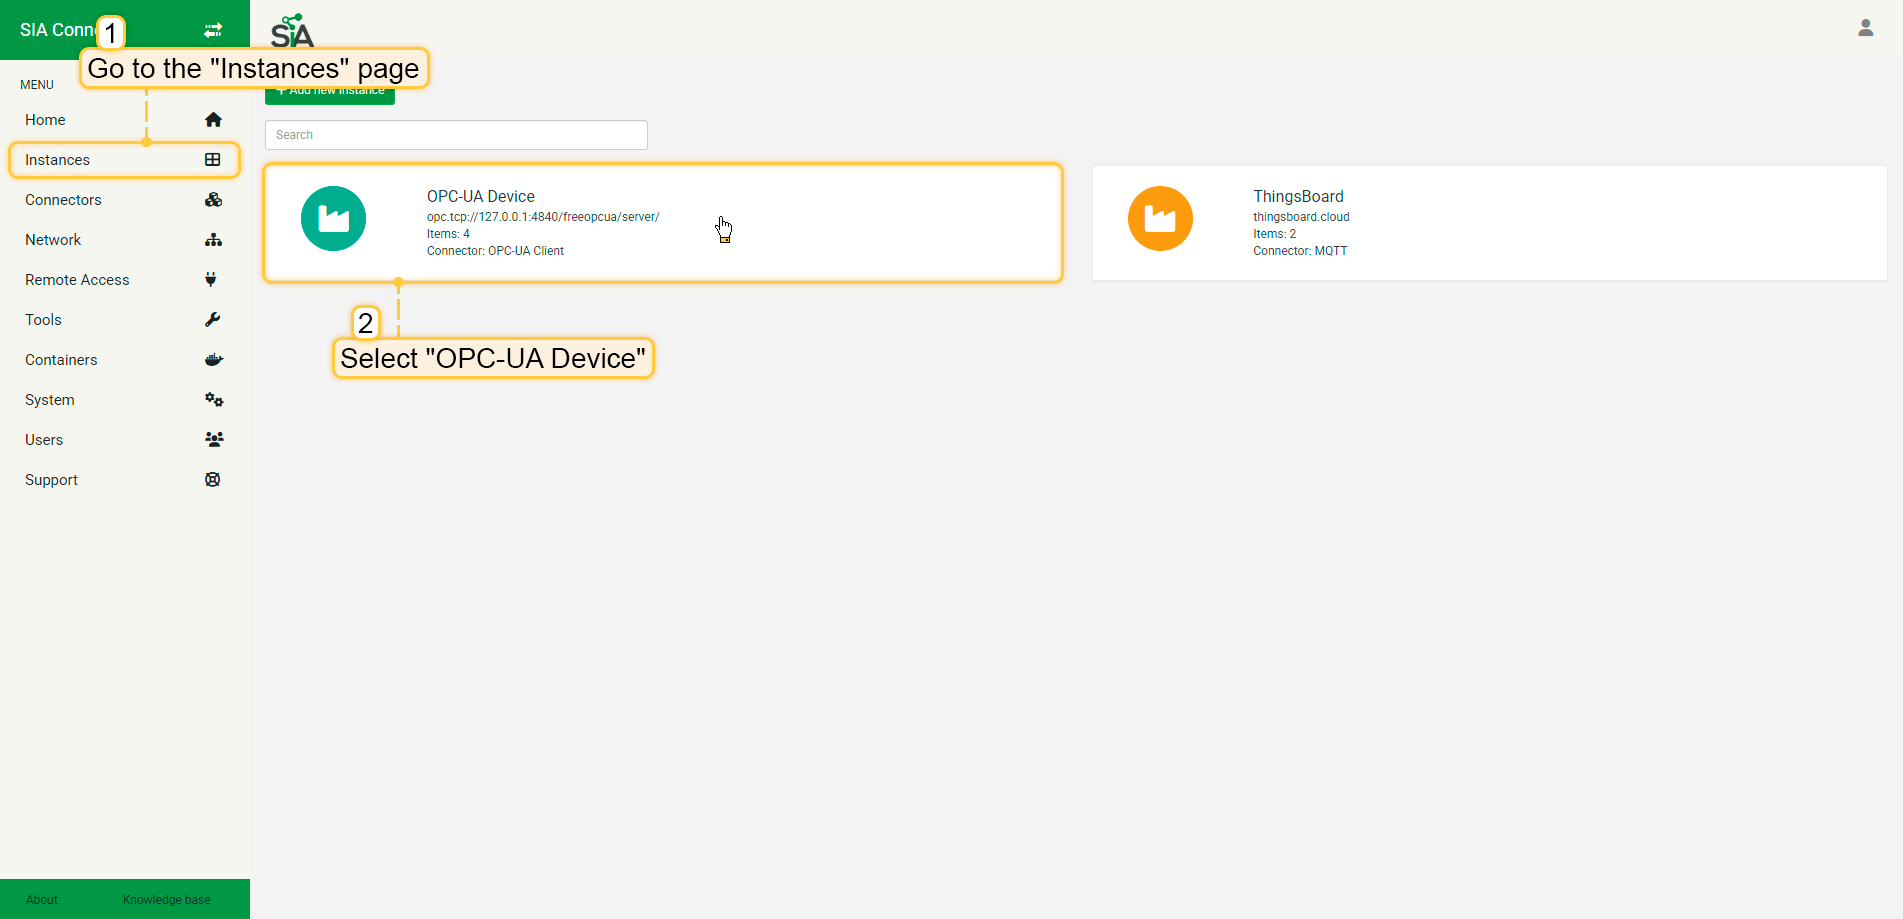 SIA Conn
1
SiA
Go to the "Instances" page
MENU
Add new instance
Home
Search
Instances
OPC-UA Device
opc.tcp://127.0.0.1:4840/freeopcua/server/
Items: 4
Connector: OPC-UA Client
ThingsBoard
thingsboard.cloud
Items: 2
Connector: MQTT
Connectors
Network
Remote Access
Tools
2
Select "OPC-UA Device"
Containers
System
Users
Support
About
Knowledge base